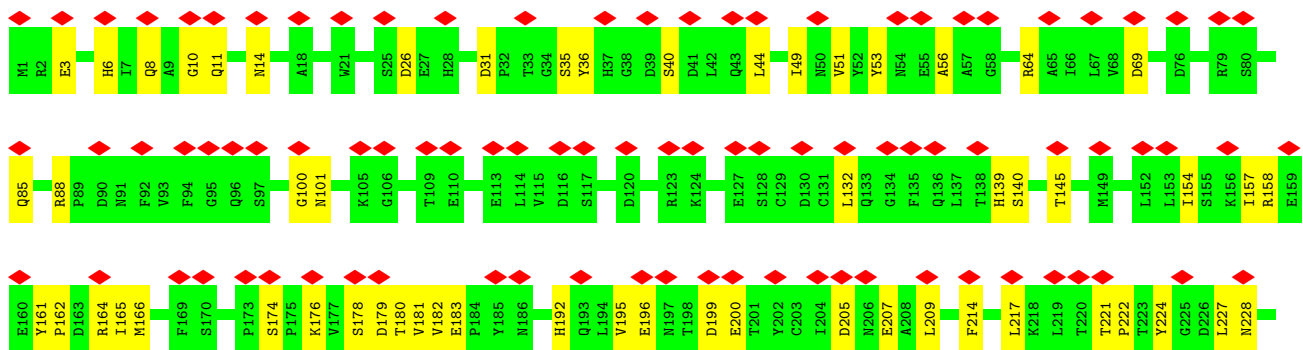 M1 R2 E3 H6 I7 Q8 A9 G10 Q11 N14 A18 W21 S25 D26 E27 H28 D31 P32 T33 G34 S35 Y36 H37 G38 D39 S40 D41 L42 Q43 L44 I49 N50 V51 Y52 Y53 N54 E55 A56 A57 G58 R64 A65 I66 L67 V68 D69 D76 R79 S80
Q85 R88 P89 D90 N91 F92 V93 F94 G95 Q96 S97 G100 N101 K105 G106 T109 E110 E113 L114 V115 D116 S117 D120 R123 K124 E127 S128 C129 D130 C131 L132 Q133 G134 F135 Q136 L137 T138 H139 S140 T145 M149 L152 L153 I154 S155 K156 I157 R158 E159
E160 Y161 P162 D163 R164 I165 M166 F169 S170 P173 S174 P175 K176 V177 S178 D179 T180 V181 V182 E183 P184 Y185 N186 H192 Q193 L194 V195 E196 N197 T198 D199 E200 T201 Y202 C203 I204 D205 N206 E207 A208 L209 F214 L217 K218 L219 T220 T221 P222 T223 Y224 G225 D226 L227 N228